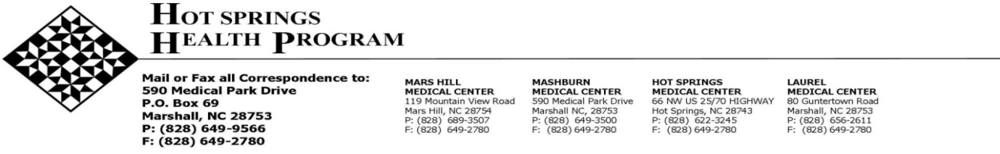 HOT SPRINGS
HEALTH PROGRAM
Mail or Fax all Correspondence to:
590 Medical Park Drive
P.O. Box 69
Marshall, NC 28753
P: (828) 649-9566
F: (828) 649-2780
MARS HILL
MEDICAL CENTER
119 Mountain View Road
Mars Hill, NC 28754
P: (828) 689-3507
F: (828) 649-2780
MASHBURN
MEDICAL CENTER
590 Medical Park Drive
Marshall NC, 28753
P: (828) 649-3500
F: (828) 649-2780
HOT SPRINGS
MEDICAL CENTER
66 NW US 25/70 HIGHWAY
Hot Springs, NC 28743
P: (828) 622-3245
F: (828) 649-2780
LAUREL
MEDICAL CENTER
80 Guntertown Road
Marshall, NC 28753
P: (828) 656-2611
F: (828) 649-2780